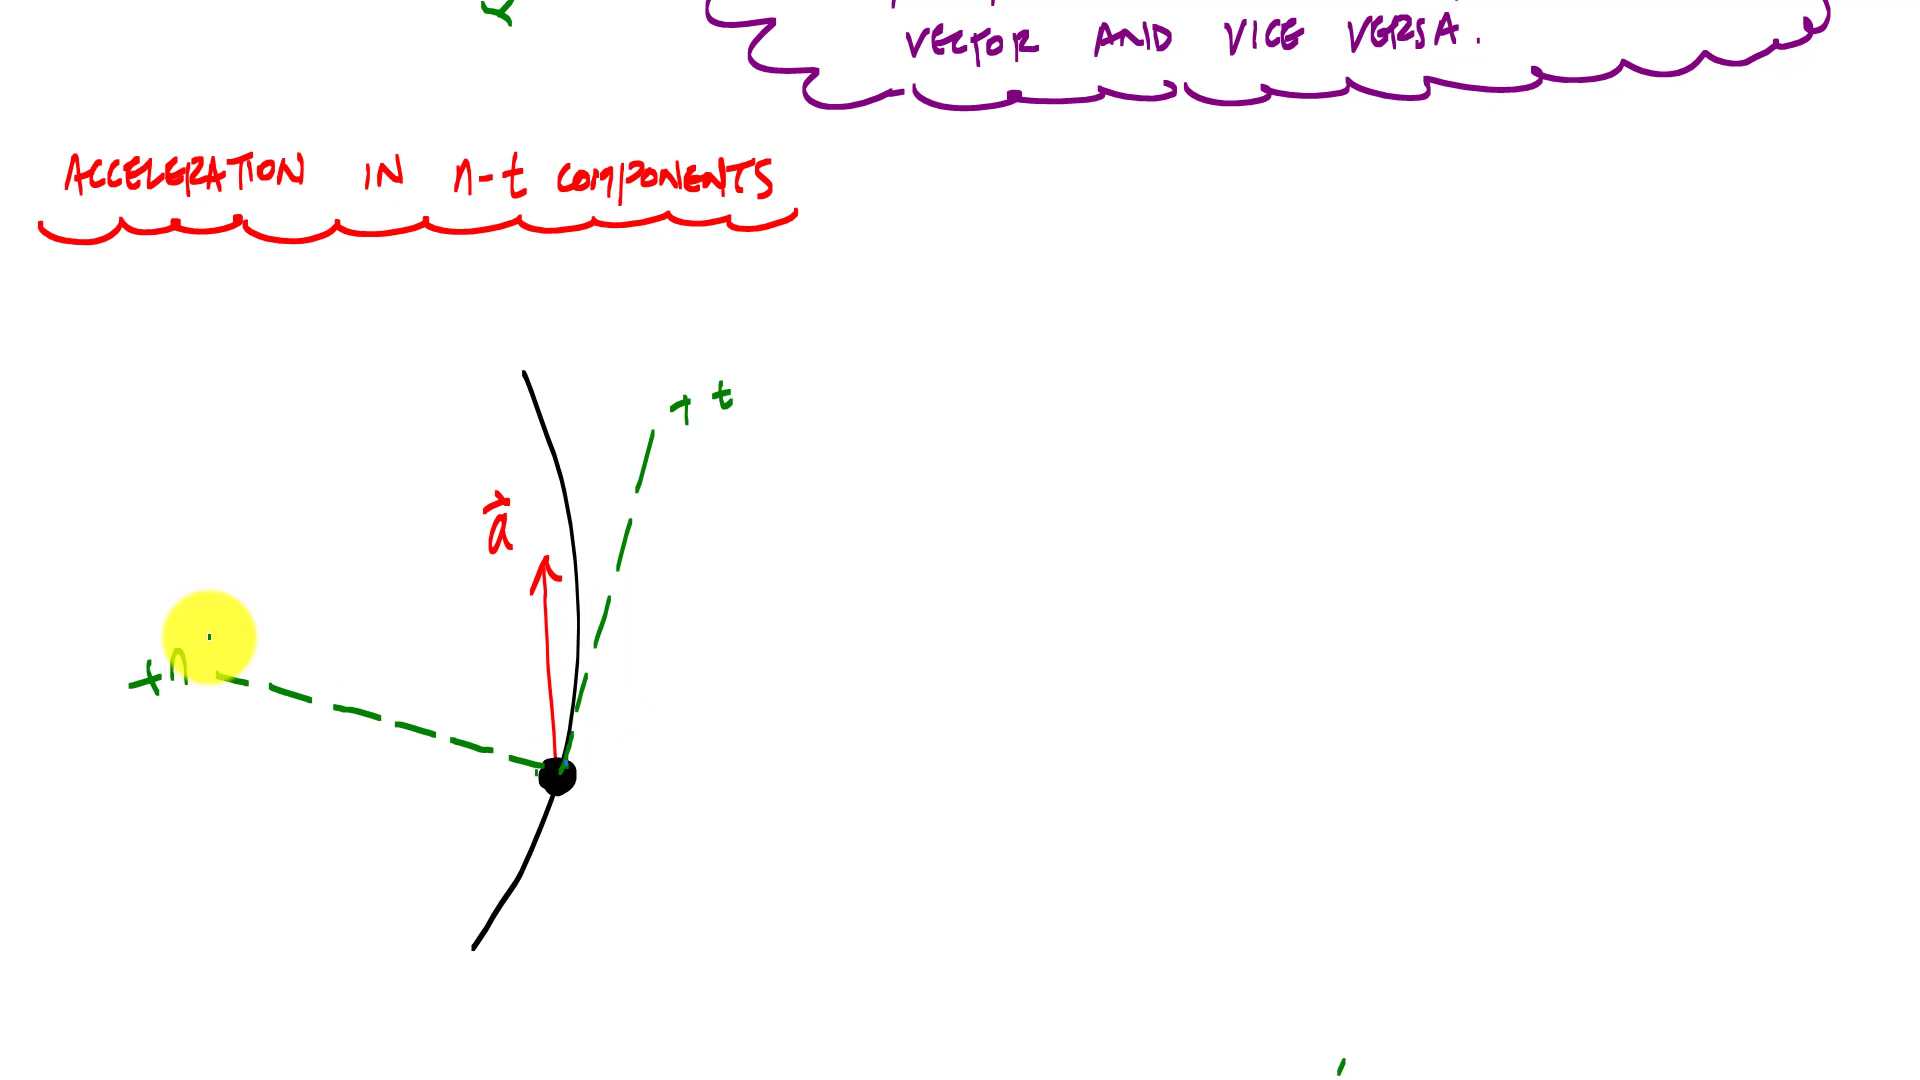 VECTOR AND VICE VERSA.
ACCELERATION IN n-t COMPONENTS
+ t
a⃗
+n